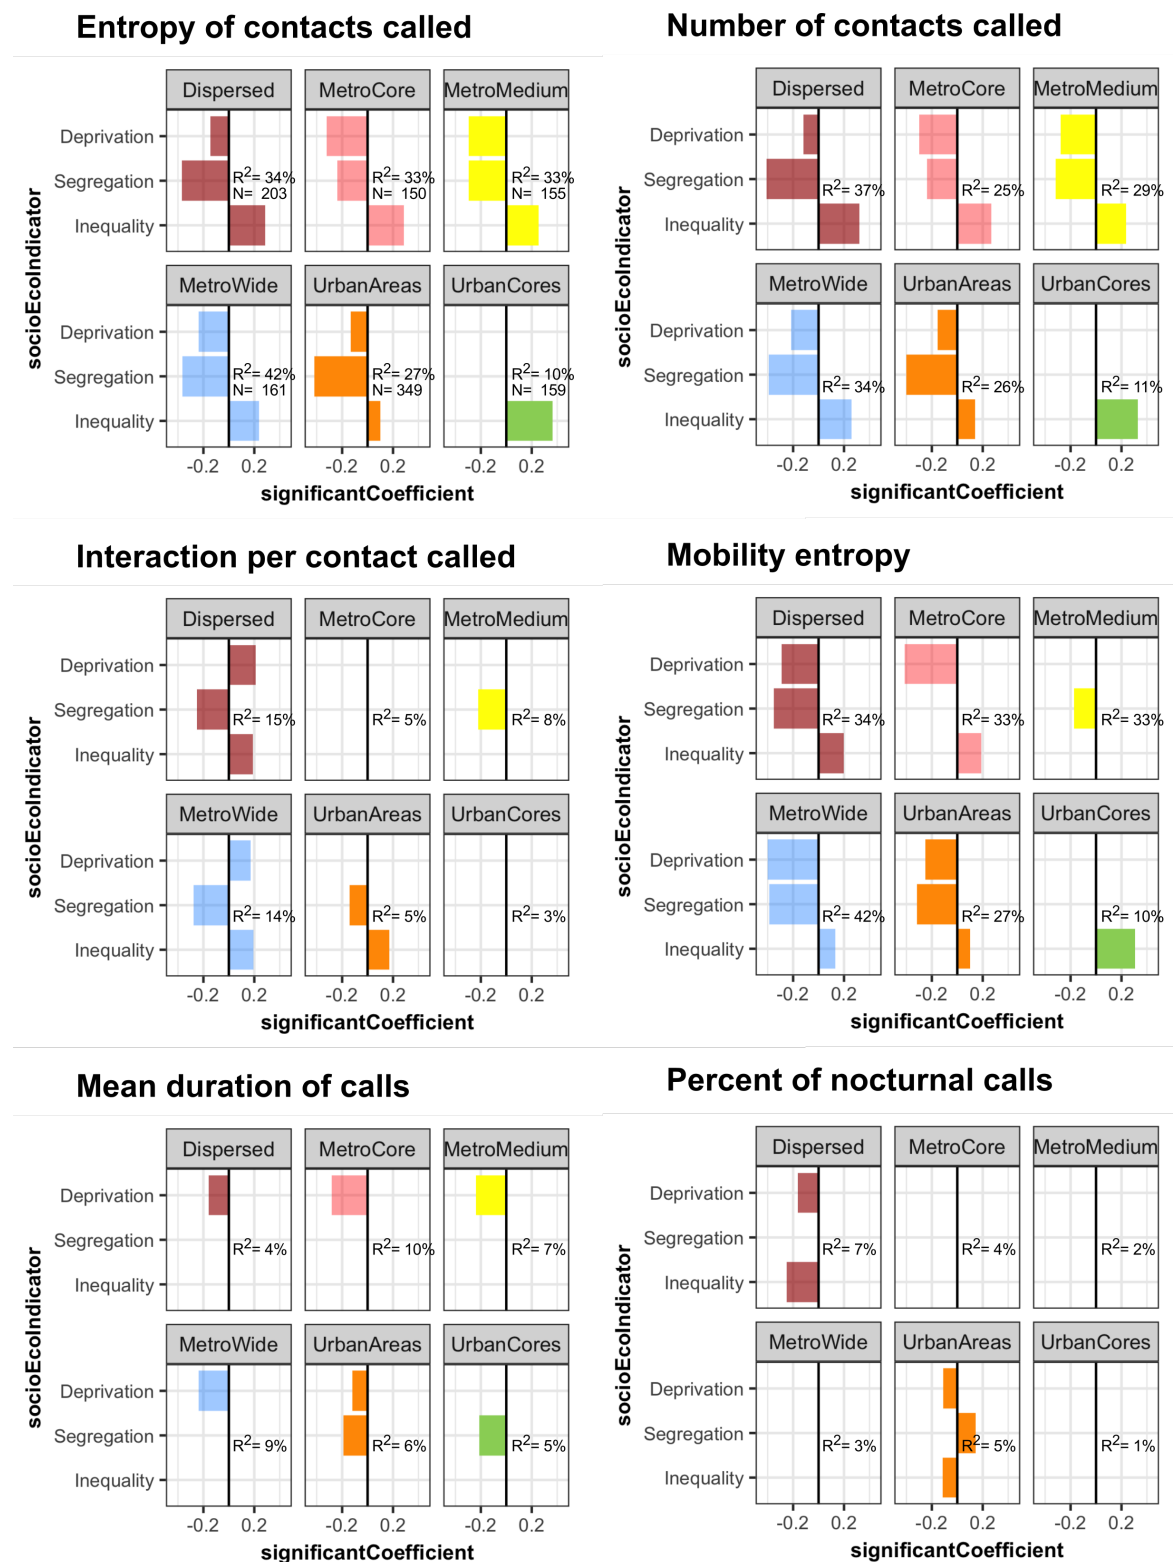 Entropy of contacts called
Dispersed MetroCore MetroMedium
Deprivation
Segregation
Inequality
R2= 34% R2= 33% R2= 33%
N= 203 N= 150 N= 155
MetroWide UrbanAreas UrbanCores
Deprivation
Segregation
Inequality
R2= 42% R2= 27% R2= 10%
N= 161 N= 349 N= 159
-0.2 0.2 -0.2 0.2 -0.2 0.2
significantCoefficient
socioEcoIndicator
Number of contacts called
Dispersed MetroCore MetroMedium
Deprivation
Segregation
Inequality
R2= 37% R2= 25% R2= 29%
MetroWide UrbanAreas UrbanCores
Deprivation
Segregation
Inequality
R2= 34% R2= 26% R2= 11%
-0.2 0.2 -0.2 0.2 -0.2 0.2
significantCoefficient
socioEcoIndicator
Interaction per contact called
Dispersed MetroCore MetroMedium
Deprivation
Segregation
Inequality
R2= 15% R2= 5% R2= 8%
MetroWide UrbanAreas UrbanCores
Deprivation
Segregation
Inequality
R2= 14% R2= 5% R2= 3%
-0.2 0.2 -0.2 0.2 -0.2 0.2
significantCoefficient
socioEcoIndicator
Mobility entropy
Dispersed MetroCore MetroMedium
Deprivation
Segregation
Inequality
R2= 34% R2= 33% R2= 33%
MetroWide UrbanAreas UrbanCores
Deprivation
Segregation
Inequality
R2= 42% R2= 27% R2= 10%
-0.2 0.2 -0.2 0.2 -0.2 0.2
significantCoefficient
socioEcoIndicator
Mean duration of calls
Dispersed MetroCore MetroMedium
Deprivation
Segregation
Inequality
R2= 4% R2= 10% R2= 7%
MetroWide UrbanAreas UrbanCores
Deprivation
Segregation
Inequality
R2= 9% R2= 6% R2= 5%
-0.2 0.2 -0.2 0.2 -0.2 0.2
significantCoefficient
socioEcoIndicator
Percent of nocturnal calls
Dispersed MetroCore MetroMedium
Deprivation
Segregation
Inequality
R2= 7% R2= 4% R2= 2%
MetroWide UrbanAreas UrbanCores
Deprivation
Segregation
Inequality
R2= 3% R2= 5% R2= 1%
-0.2 0.2 -0.2 0.2 -0.2 0.2
significantCoefficient
socioEcoIndicator